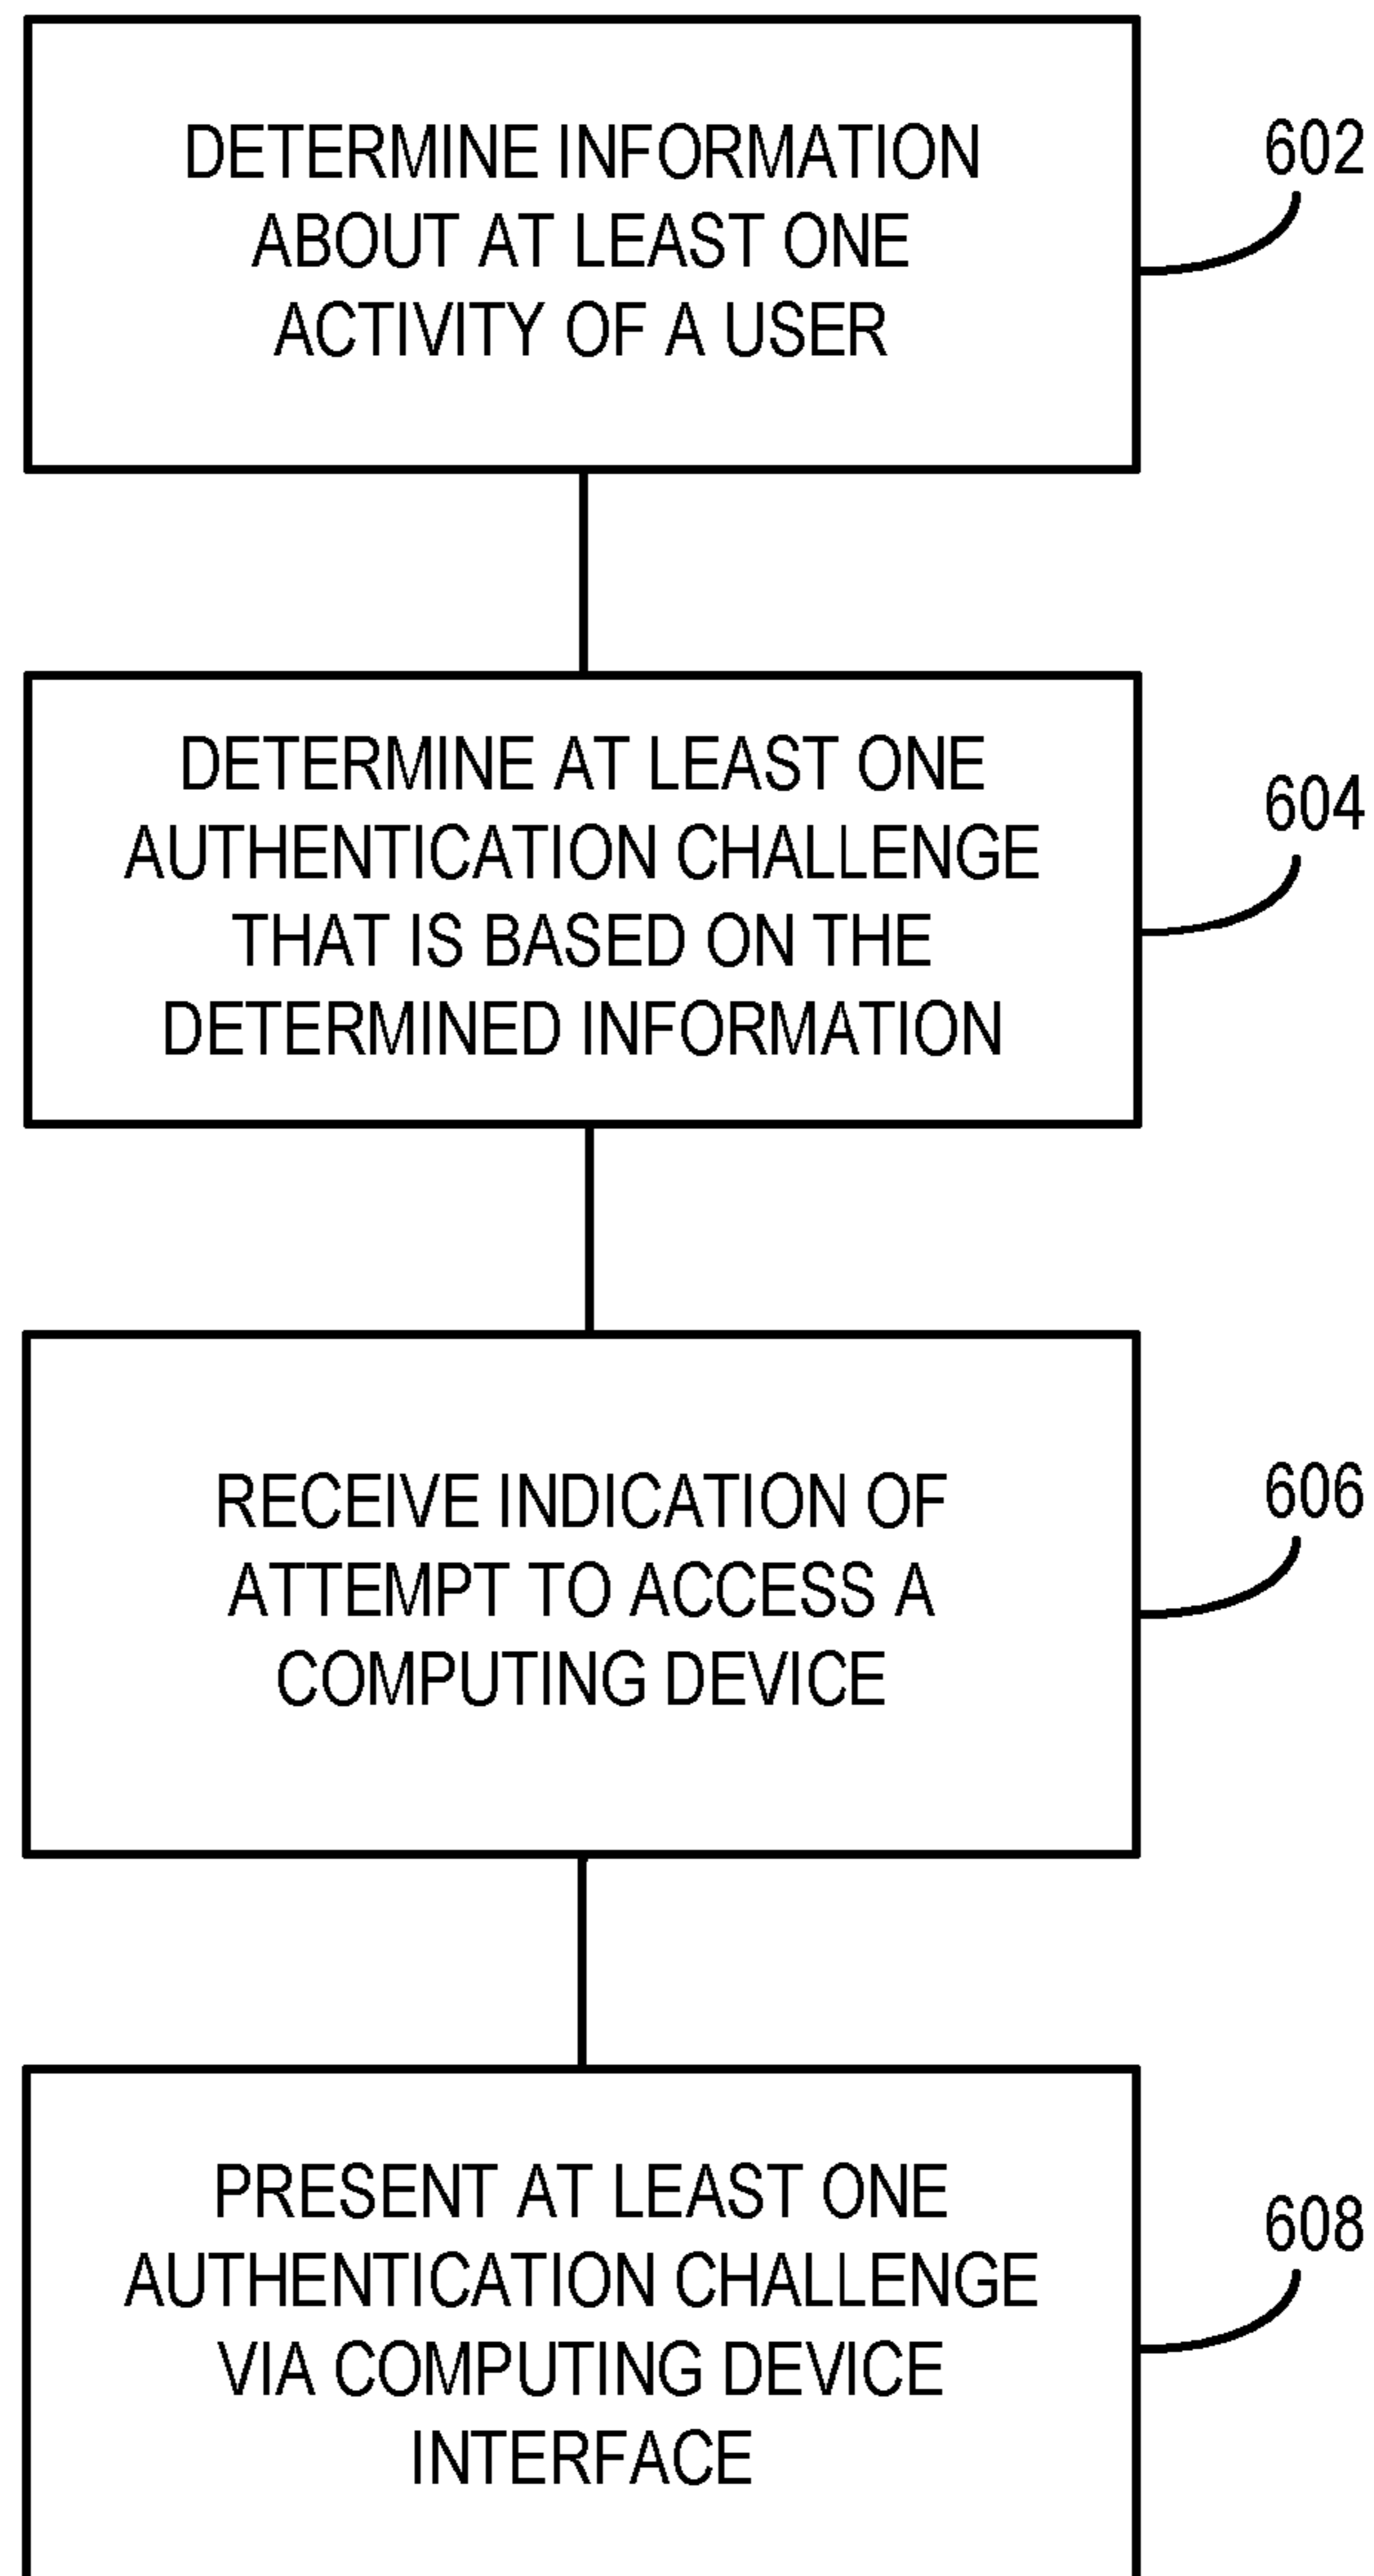 DETERMINE INFORMATION
ABOUT AT LEAST ONE
ACTIVITY OF A USER
602
DETERMINE AT LEAST ONE
AUTHENTICATION CHALLENGE
THAT IS BASED ON THE
DETERMINED INFORMATION
604
RECEIVE INDICATION OF
ATTEMPT TO ACCESS A
COMPUTING DEVICE
606
PRESENT AT LEAST ONE
AUTHENTICATION CHALLENGE
VIA COMPUTING DEVICE
INTERFACE
608